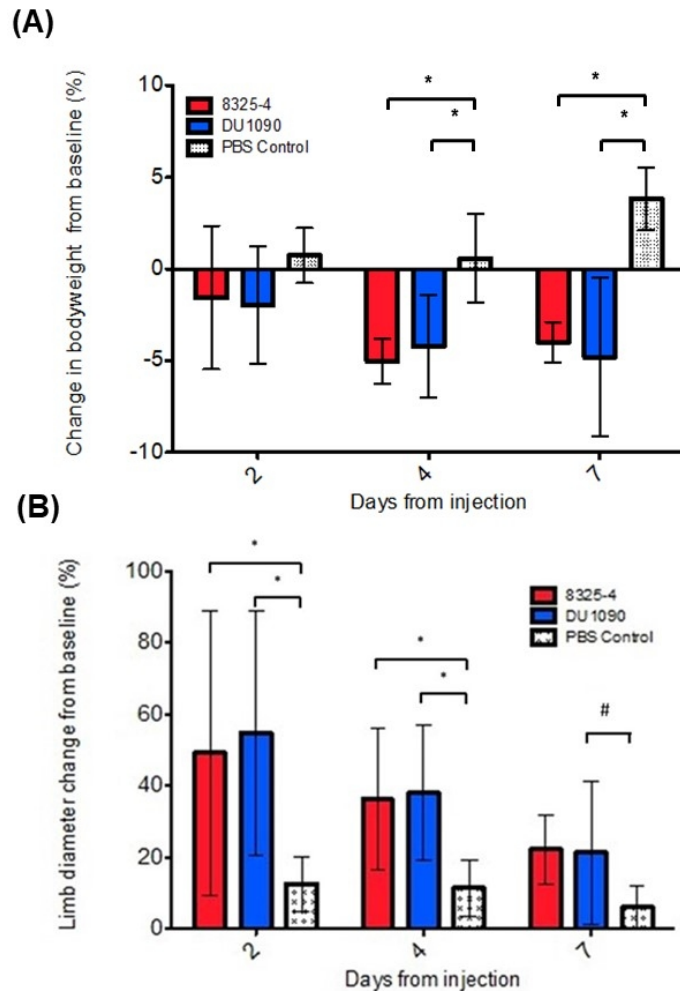 (A)
Change in bodyweight from baseline (%)
10
5
0
-5
-10
8325-4
DU1090
PBS Control
*
*
*
*
2
4
7
Days from injection
(B)
Limb diameter change from baseline (%)
100
80
60
40
20
0
*
*
*
*
#
8325-4
DU1090
PBS Control
2
4
7
Days from injection